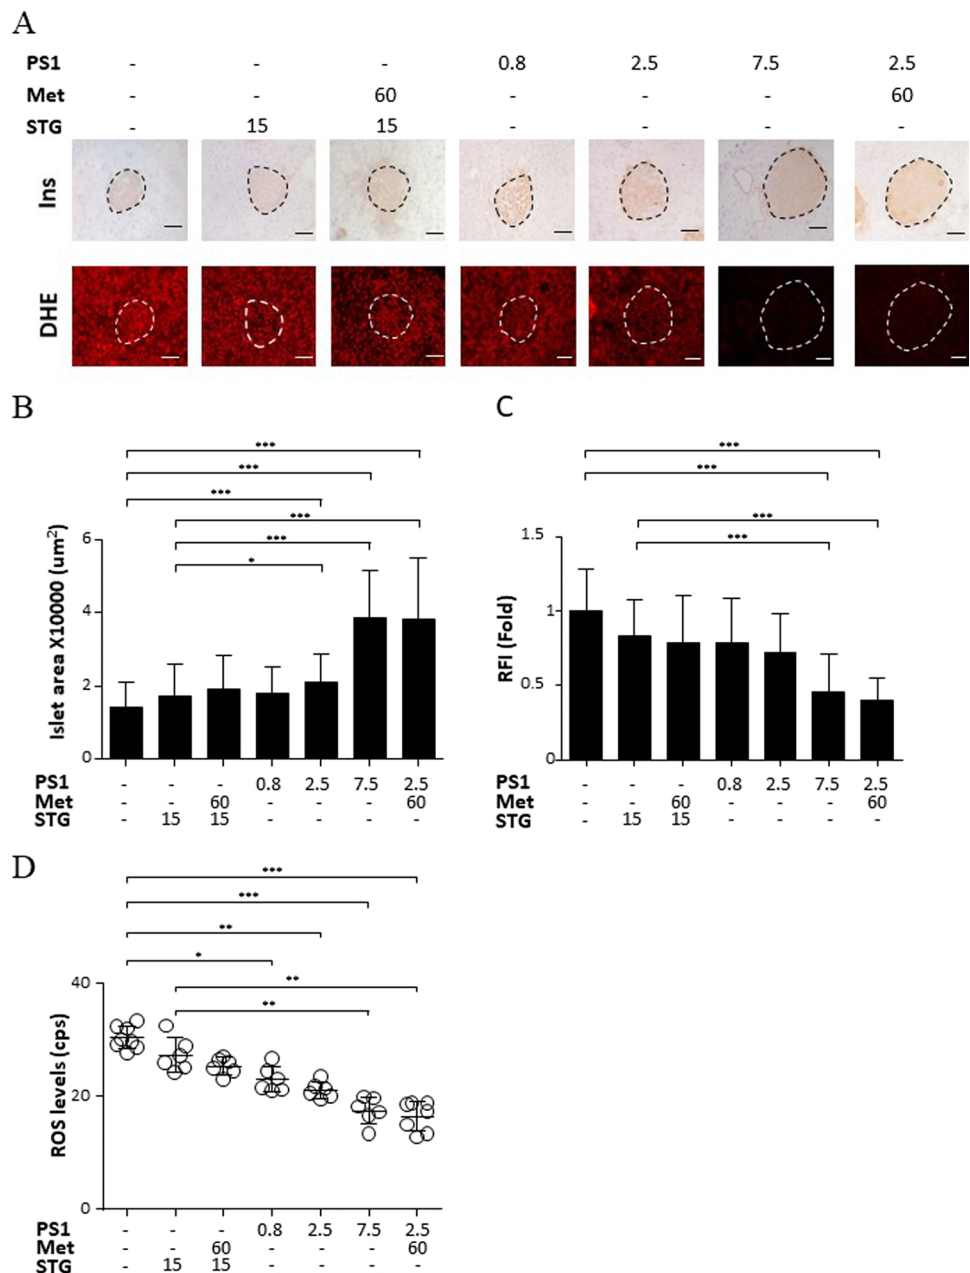 A
PS1 - - - 0.8 2.5 7.5 2.5
Met - - 60 - - - 60
STG - 15 15 - - - -
Ins
DHE
B
***
***
***
***
***
*
6
4
2
0
Islet area X10000 (um²)
PS1 - - - 0.8 2.5 7.5 2.5
Met - - 60 - - - 60
STG - 15 15 - - - -
C
***
***
***
***
1.5
1
0.5
0
RFI (Fold)
PS1 - - - 0.8 2.5 7.5 2.5
Met - - 60 - - - 60
STG - 15 15 - - - -
D
***
***
**
*
**
**
40
20
0
ROS levels (cps)
PS1 - - - 0.8 2.5 7.5 2.5
Met - - 60 - - - 60
STG - 15 15 - - - -